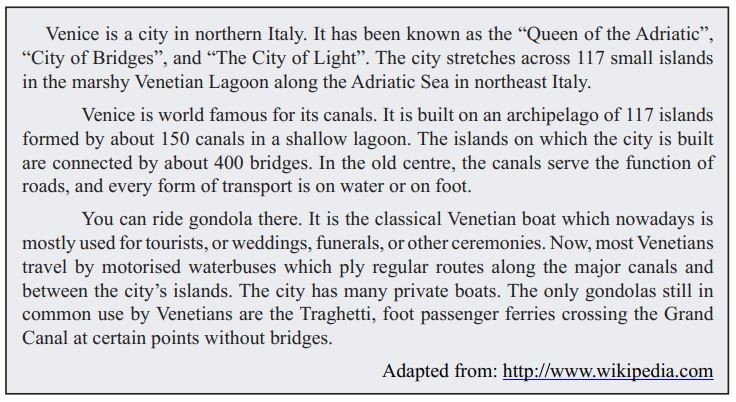 Venice is a city in northern Italy. It has been known as the “Queen of the Adriatic”,
“City of Bridges”, and “The City of Light”. The city stretches across 117 small islands
in the marshy Venetian Lagoon along the Adriatic Sea in northeast Italy.
Venice is world famous for its canals. It is built on an archipelago of 117 islands
formed by about 150 canals in a shallow lagoon. The islands on which the city is built
are connected by about 400 bridges. In the old centre, the canals serve the function of
roads, and every form of transport is on water or on foot.
You can ride gondola there. It is the classical Venetian boat which nowadays is
mostly used for tourists, or weddings, funerals, or other ceremonies. Now, most Venetians
travel by motorised waterbuses which ply regular routes along the major canals and
between the city’s islands. The city has many private boats. The only gondolas still in
common use by Venetians are the Traghetti, foot passenger ferries crossing the Grand
Canal at certain points without bridges.
Adapted from: http://www.wikipedia.com